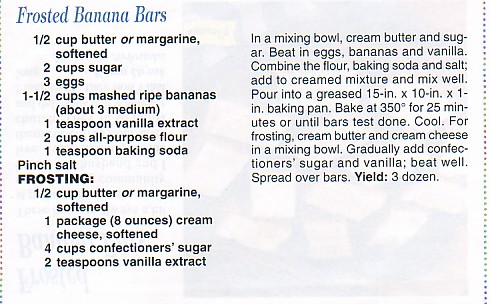 Frosted Banana Bars
1/2 cup butter or margarine,
softened
2 cups sugar
3 eggs
1-1/2 cups mashed ripe bananas
(about 3 medium)
1 teaspoon vanilla extract
2 cups all-purpose flour
1 teaspoon baking soda
Pinch salt
FROSTING:
1/2 cup butter or margarine,
softened
1 package (8 ounces) cream
cheese, softened
4 cups confectioners' sugar
2 teaspoons vanilla extract
In a mixing bowl, cream butter and sug-
ar. Beat in eggs, bananas and vanilla.
Combine the flour, baking soda and salt;
add to creamed mixture and mix well.
Pour into a greased 15-in. x 10-in. x 1-
in. baking pan. Bake at 350° for 25 min-
utes or until bars test done. Cool. For
frosting, cream butter and cream cheese
in a mixing bowl. Gradually add confec-
tioners' sugar and vanilla; beat well.
Spread over bars. Yield: 3 dozen.